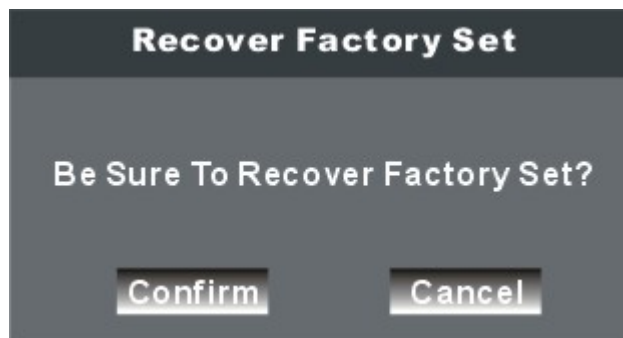 Recover Factory Set
Be Sure To Recover Factory Set?
Confirm Cancel